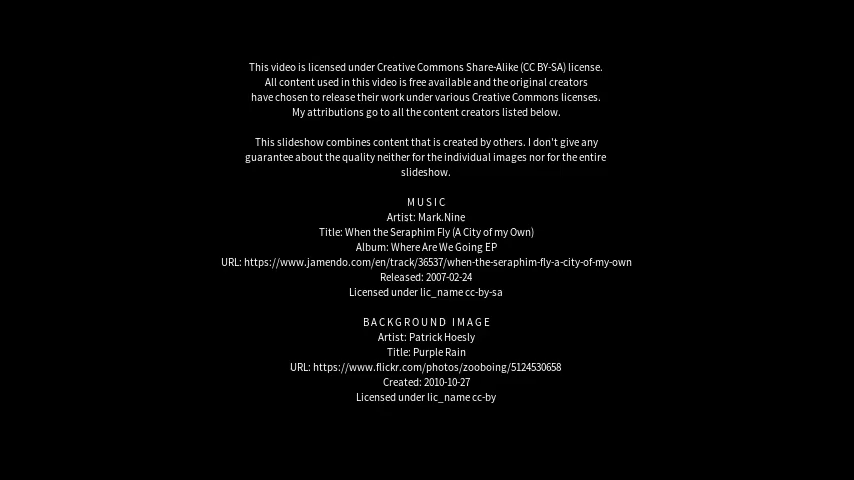 This video is licensed under Creative Commons Share-Alike (CC BY-SA) license.
All content used in this video is free available and the original creators
have chosen to release their work under various Creative Commons licenses.
My attributions go to all the content creators listed below.
This slideshow combines content that is created by others. I don't give any
guarantee about the quality neither for the individual images nor for the entire
slideshow.
MUSIC
Artist: Mark.Nine
Title: When the Seraphim Fly (A City of my Own)
Album: Where Are We Going EP
URL: https://www.jamendo.com/en/track/36537/when-the-seraphim-fly-a-city-of-my-own
Released: 2007-02-24
Licensed under lic_name cc-by-sa
BACKGROUND IMAGE
Artist: Patrick Hoesly
Title: Purple Rain
URL: https://www.flickr.com/photos/zooboing/5124530658
Created: 2010-10-27
Licensed under lic_name cc-by